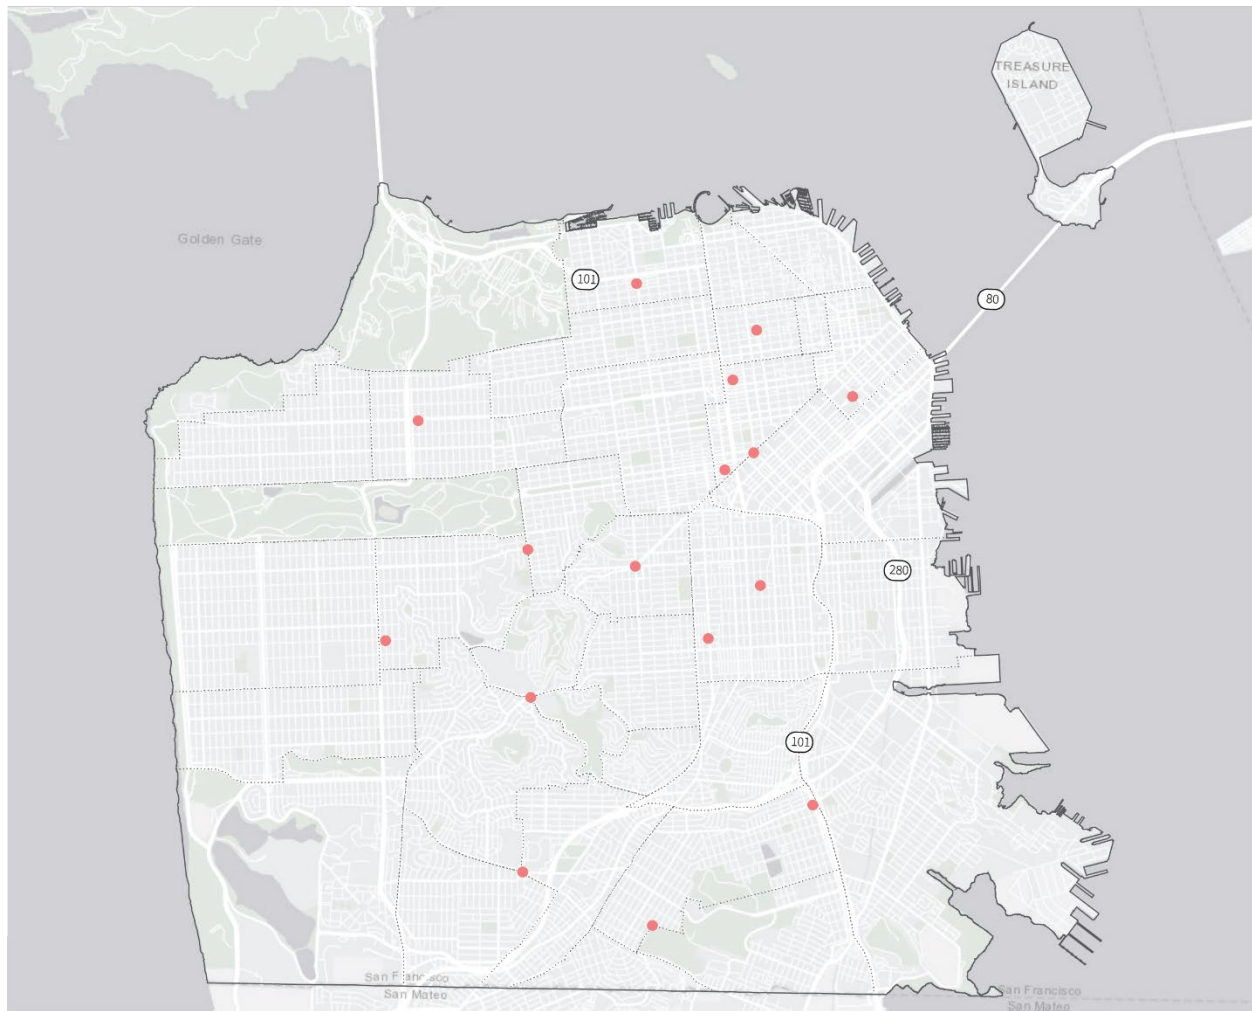 TREASURE
ISLAND
Golden Gate
101
80
280
101
San Francisco
San Mateo
San Francisco
San Mateo